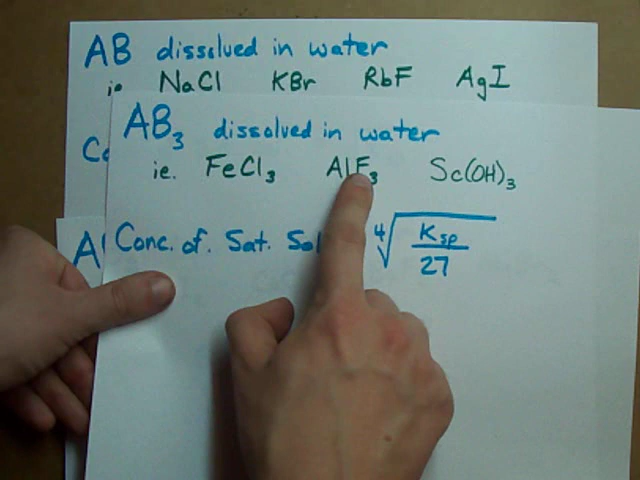 AB dissolved in water
ie NaCl KBr RbF AgI
AB₃ dissolved in water
ie. FeCl₃ AlF₃ Sc(OH)₃
Conc. of. Sat. Sol ⁴√(Ksp/27)